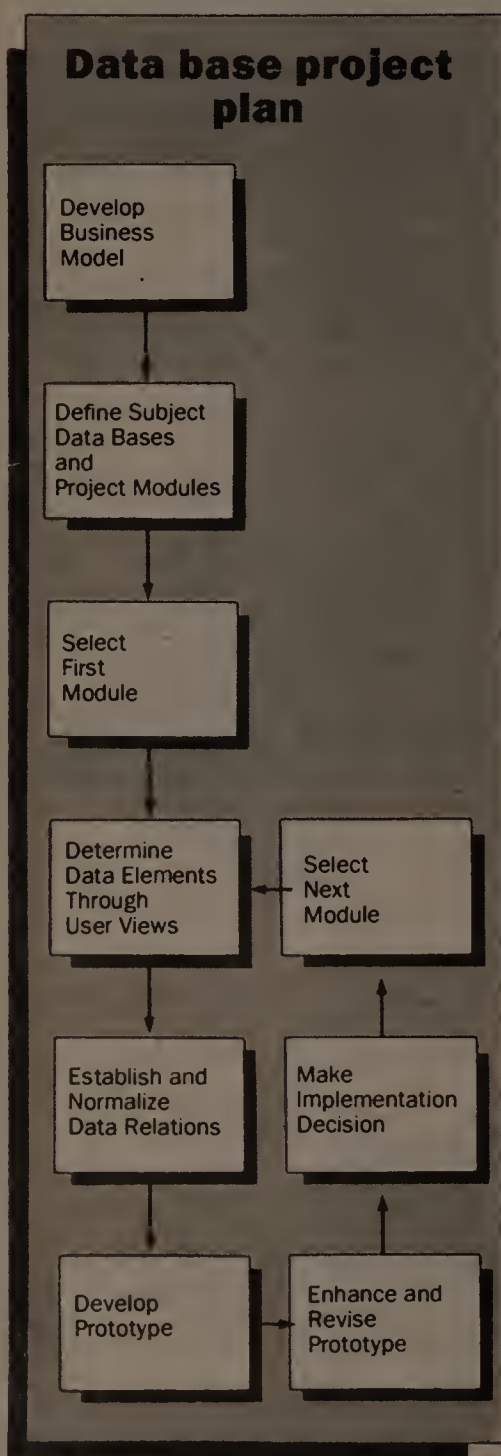 Data base project
plan
Develop
Business
Model
Define Subject
Data Bases
and
Project Modules
Select
First
Module
Determine
Data Elements
Through
User Views
Select
Next
Module
Establish and
Normalize
Data Relations
Make
Implementation
Decision
Develop
Prototype
Enhance and
Revise
Prototype